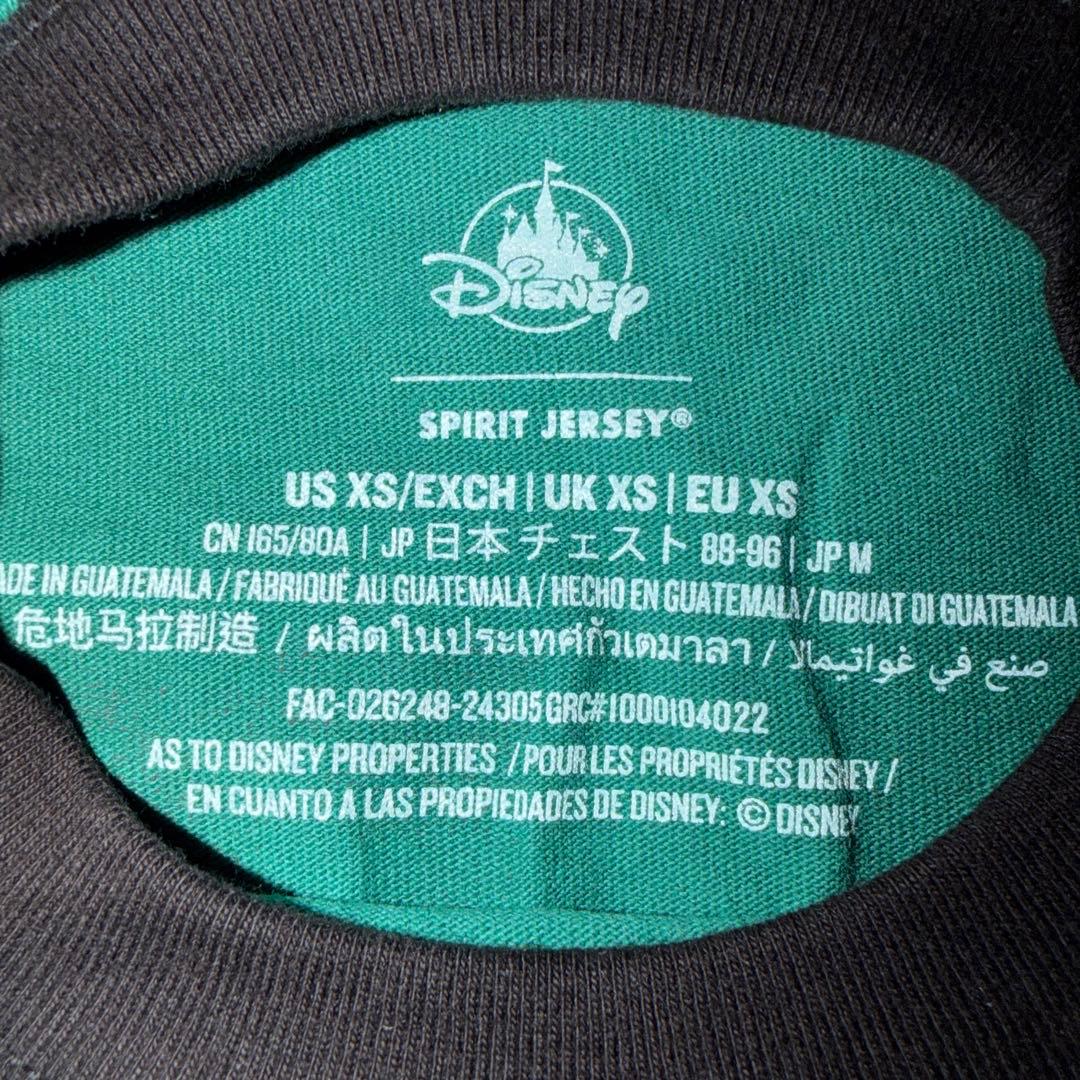 Disney
SPIRIT JERSEY®
US XS/EXCH | UK XS | EU XS
CN 165/80A | JP 日本 チェスト 88-96 | JP M
ADE IN GUATEMALA / FABRIQUÉ AU GUATEMALA / HECHO EN GUATEMALA / DIBUAT DI GUATEMALA
危地马拉制造 / ผลิตในประเทศกัวเตมาลา / صنع في غواتيمالا
FAC-026248-24305 GRC#1000104022
AS TO DISNEY PROPERTIES / POUR LES PROPRIÉTÉS DISNEY /
EN CUANTO A LAS PROPIEDADES DE DISNEY: © DISNEY